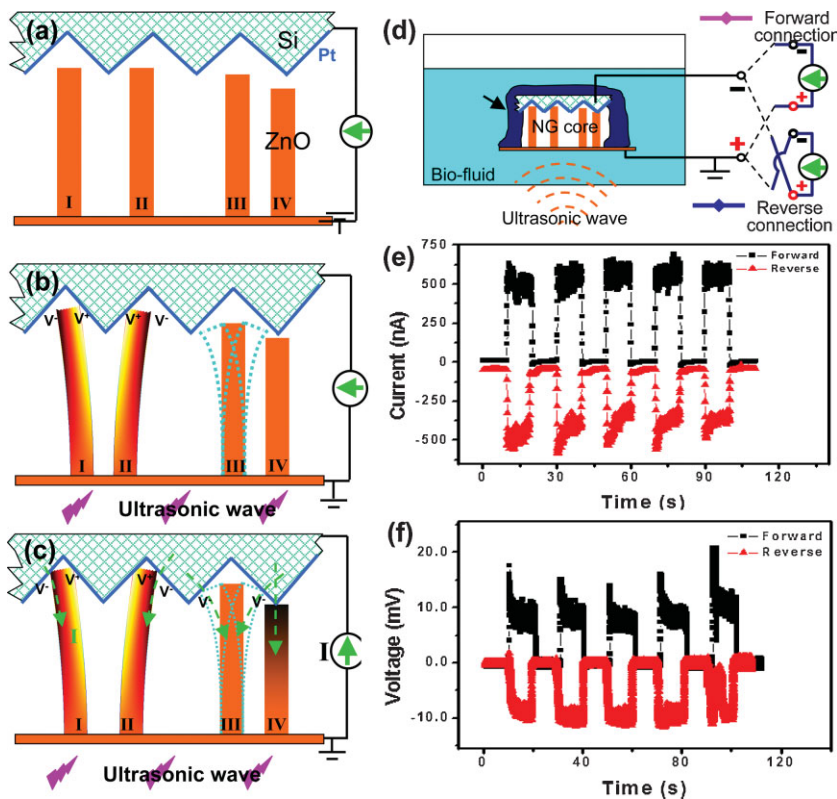 (a)
Si
Pt
ZnO
I II III IV
(b)
V- V+ V+ V-
I II III IV
Ultrasonic wave
(c)
V- V+ V+ V- V- V-
I
I
I II III IV
Ultrasonic wave
(d)
Forward
connection
-
+
NG core
Bio-fluid
Ultrasonic wave
-
+
-
+
Reverse
connection
(e)
Forward
Reverse
Current (nA)
750
500
250
0
-250
-500
0 30 60 90 120 150
Time (s)
(f)
Forward
Reverse
Voltage (mV)
20.0
10.0
0.0
-10.0
0 40 80 120
Time (s)